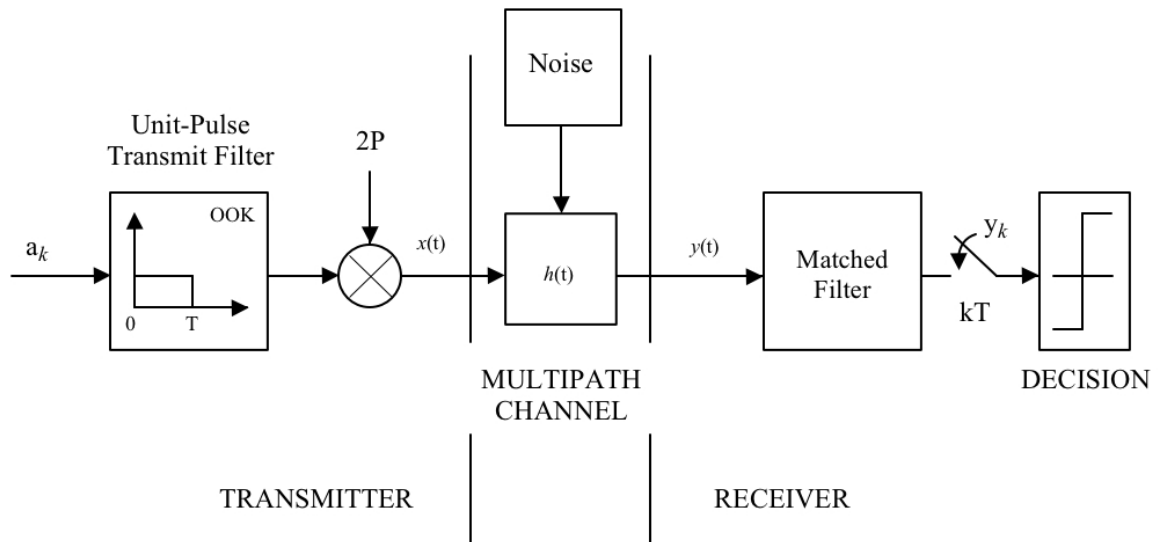 Noise
Unit-Pulse
Transmit Filter
2P
OOK
a_k
x(t)
h(t)
y(t)
Matched
Filter
y_k
0
T
kT
MULTIPATH
CHANNEL
DECISION
TRANSMITTER
RECEIVER